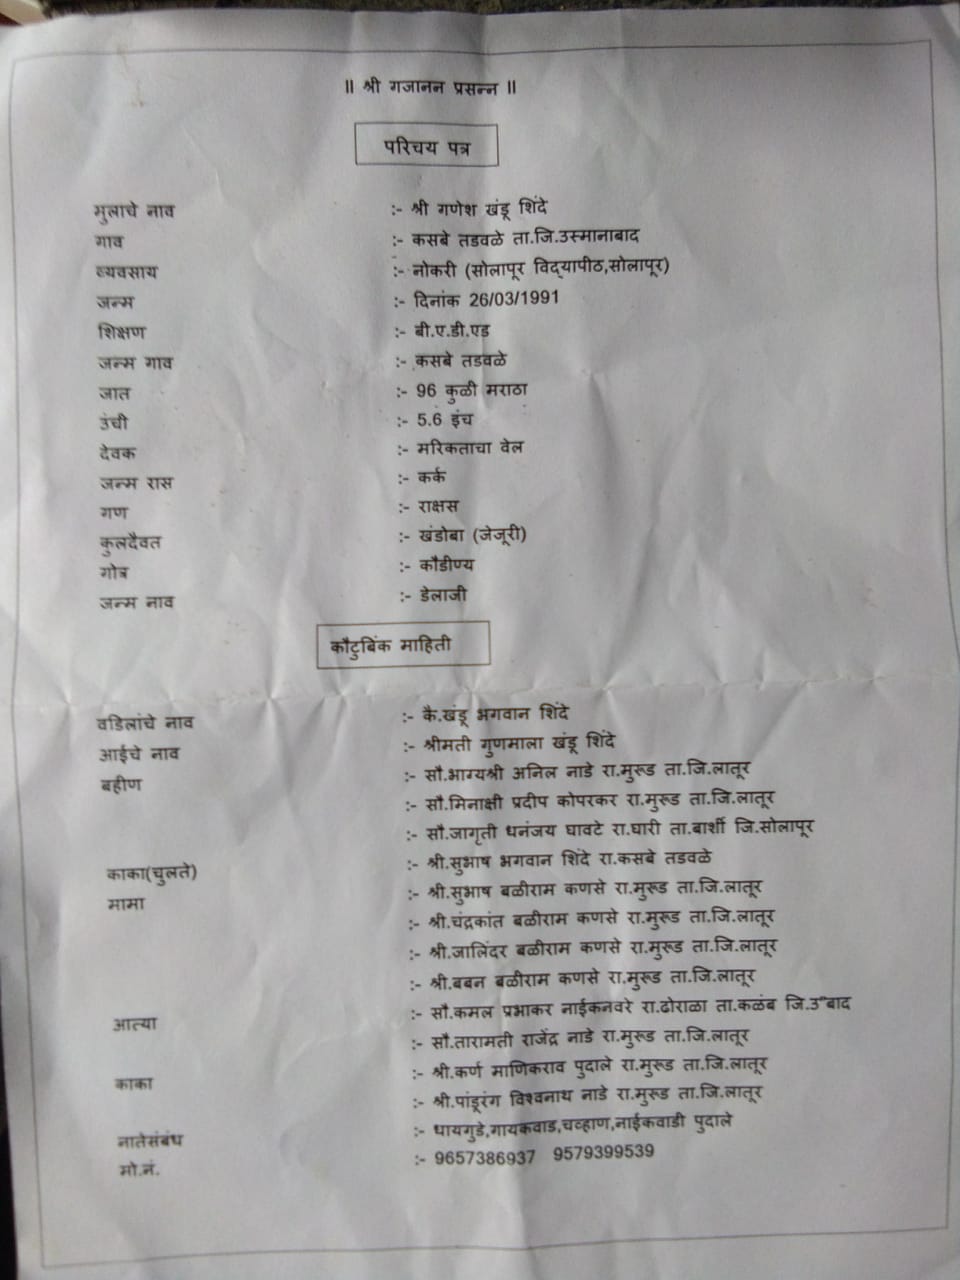 ॥ श्री गजानन प्रसन्न ॥
परिचय पत्र
मुलाचे नाव :- श्री गणेश खंडू शिंदे
गाव :- कसबे तडवळे ता.जि.उस्मानाबाद
व्यवसाय :- नोकरी (सोलापूर विद्यापीठ,सोलापूर)
जन्म :- दिनांक 26/03/1991
शिक्षण :- बी.ए.डी.एड
जन्म गाव :- कसबे तडवळे
जात :- 96 कुळी मराठा
उंची :- 5.6 इंच
देवक :- मरिकताचा वेल
जन्म रास :- कर्क
गण :- राक्षस
कुलदैवत :- खंडोबा (जेजूरी)
गोत्र :- कौडीण्य
जन्म नाव :- डेलाजी
कौटुबिंक माहिती
वडिलांचे नाव :- कै.खंडू भगवान शिंदे
आईचे नाव :- श्रीमती गुणमाला खंडू शिंदे
बहीण :- सौ.भाग्यश्री अनिल नाडे रा.मुरूड ता.जि.लातूर
:- सौ.मिनाक्षी प्रदीप कोपरकर रा.मुरूड ता.जि.लातूर
:- सौ.जागृती धनंजय घावटे रा.घारी ता.बार्शी जि.सोलापूर
काका(चुलते) :- श्री.सुभाष भगवान शिंदे रा.कसबे तडवळे
मामा :- श्री.सुभाष बळीराम कणसे रा.मुरूड ता.जि.लातूर
:- श्री.चंद्रकांत बळीराम कणसे रा.मुरूड ता.जि.लातूर
:- श्री.जालिंदर बळीराम कणसे रा.मुरूड ता.जि.लातूर
:- श्री.बबन बळीराम कणसे रा.मुरूड ता.जि.लातूर
आत्या :- सौ.कमल प्रभाकर नाईकनवरे रा.ढोराळा ता.कळंब जि.उ"बाद
:- सौ.तारामती राजेंद्र नाडे रा.मुरूड ता.जि.लातूर
काका :- श्री.कर्ण माणिकराव पुदाले रा.मुरूड ता.जि.लातूर
:- श्री.पांडूरंग विश्वनाथ नाडे रा.मुरूड ता.जि.लातूर
नातेसंबंध :- धायगुडे,गायकवाड,चव्हाण,नाईकवाडी पुदाले
मो.नं. :- 9657386937 9579399539